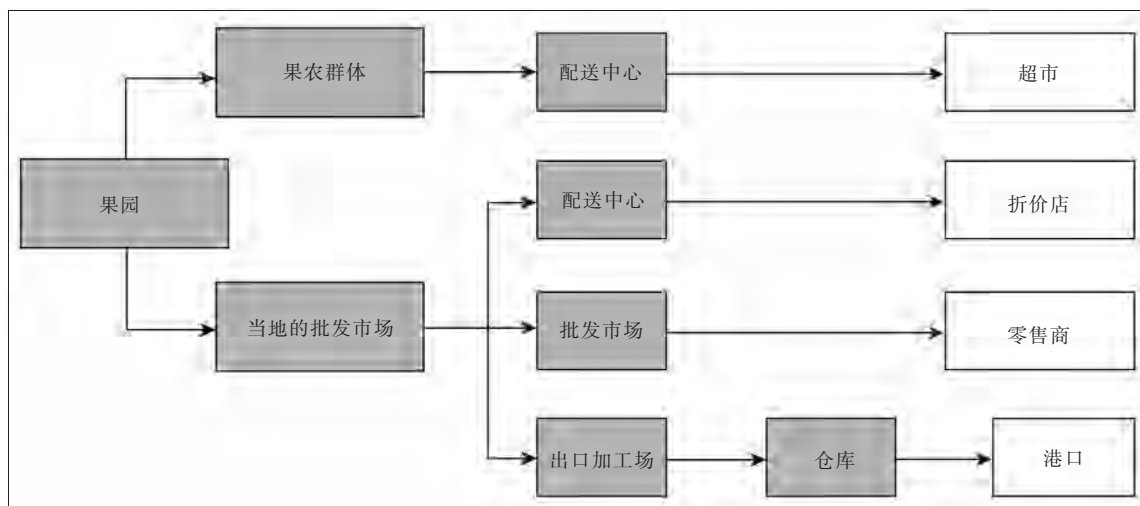 果农群体
配送中心
超市
果园
配送中心
折价店
当地的批发市场
批发市场
零售商
出口加工场
仓库
港口